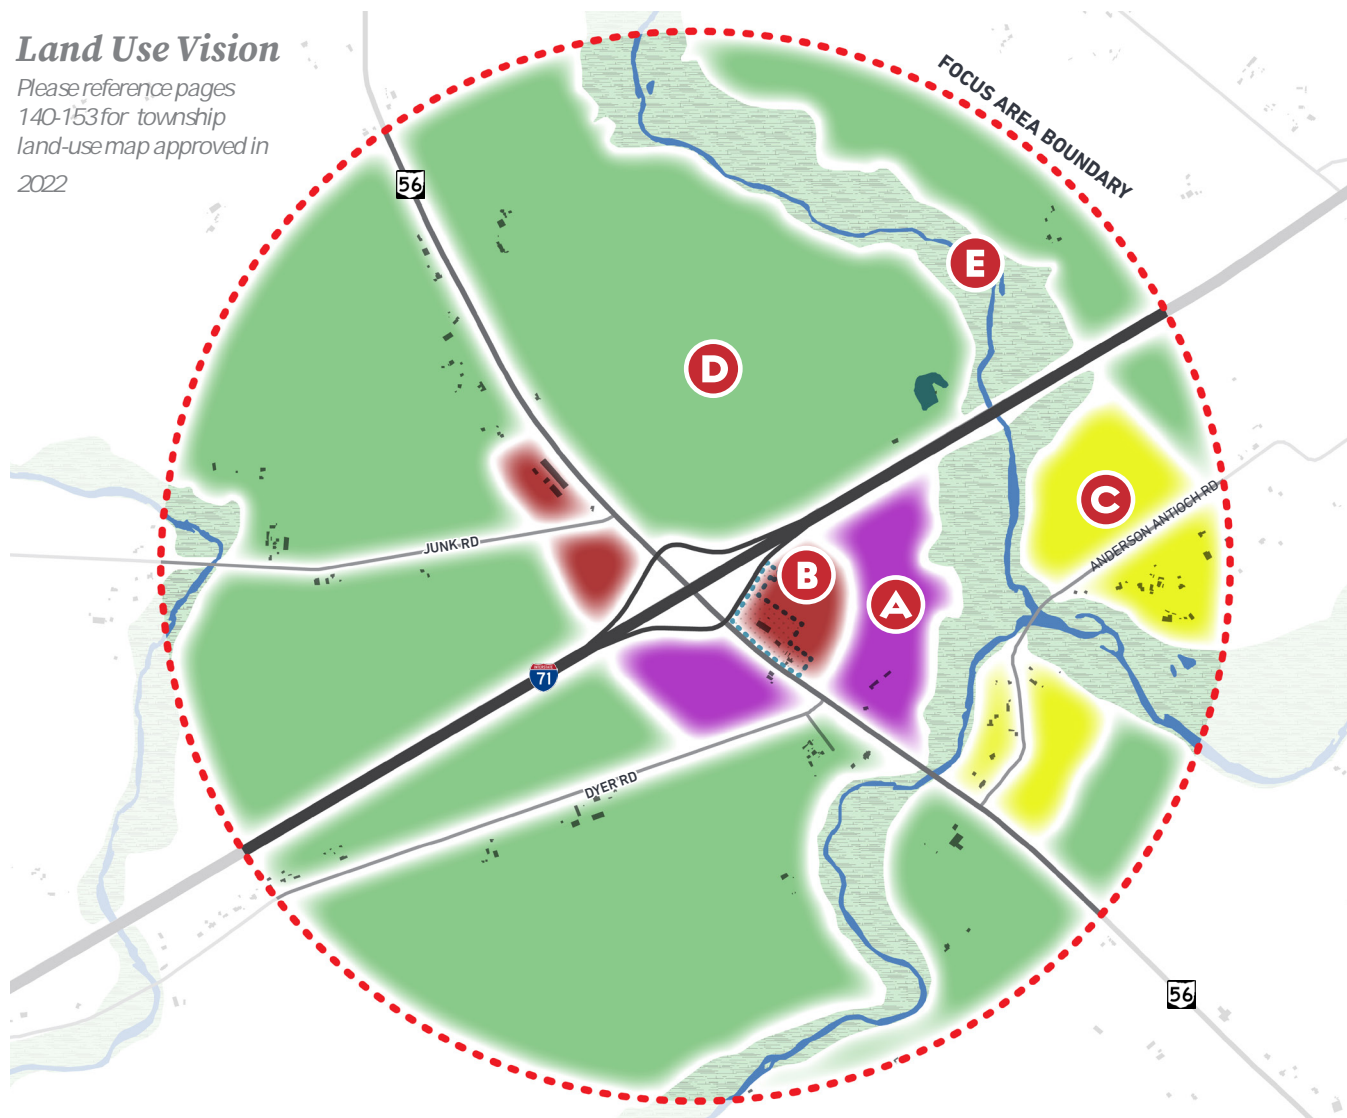 Land Use Vision
Please reference pages
140-153 for township
land-use map approved in
2022
FOCUS AREA BOUNDARY
56
E
D
C
ANDERSON ANTIOCH RD
JUNK RD
B
A
71
DYER RD
56